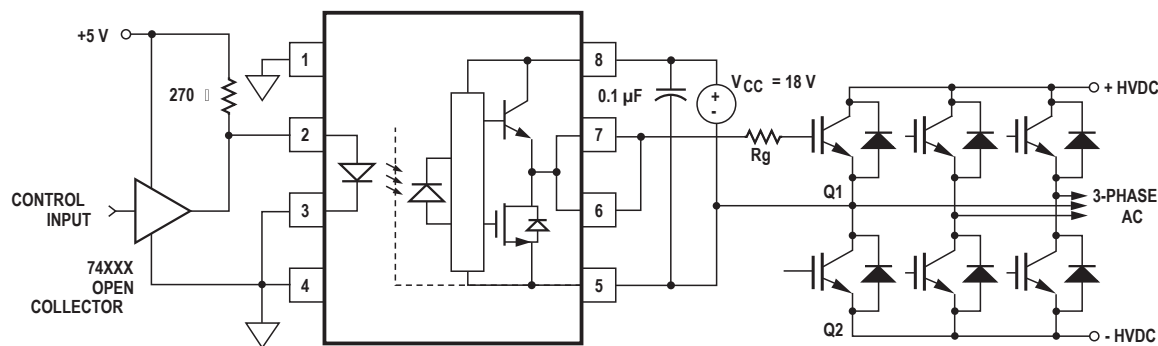 +5 V
270
CONTROL
INPUT
74XXX
OPEN
COLLECTOR
1
2
3
4
8
7
6
5
0.1 µF
VCC = 18 V
+
-
Rg
Q1
Q2
+ HVDC
3-PHASE
AC
- HVDC